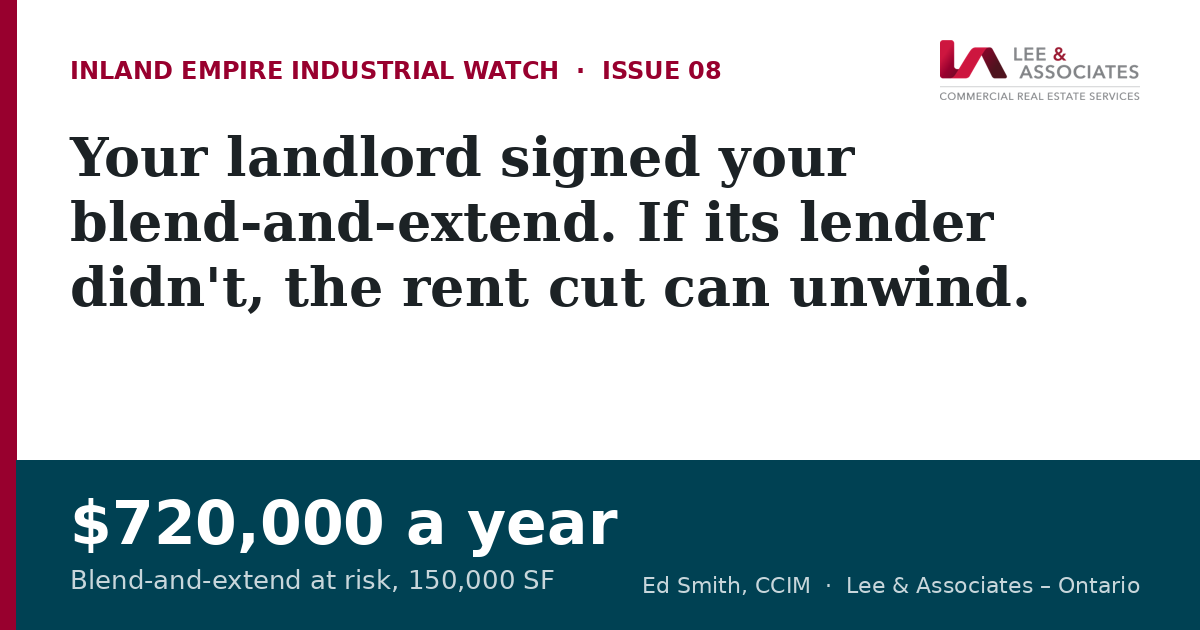 INLAND EMPIRE INDUSTRIAL WATCH · ISSUE 08
LEE &
ASSOCIATES
COMMERCIAL REAL ESTATE SERVICES
Your landlord signed your
blend-and-extend. If its lender
didn't, the rent cut can unwind.
$720,000 a year
Blend-and-extend at risk, 150,000 SF
Ed Smith, CCIM · Lee & Associates – Ontario